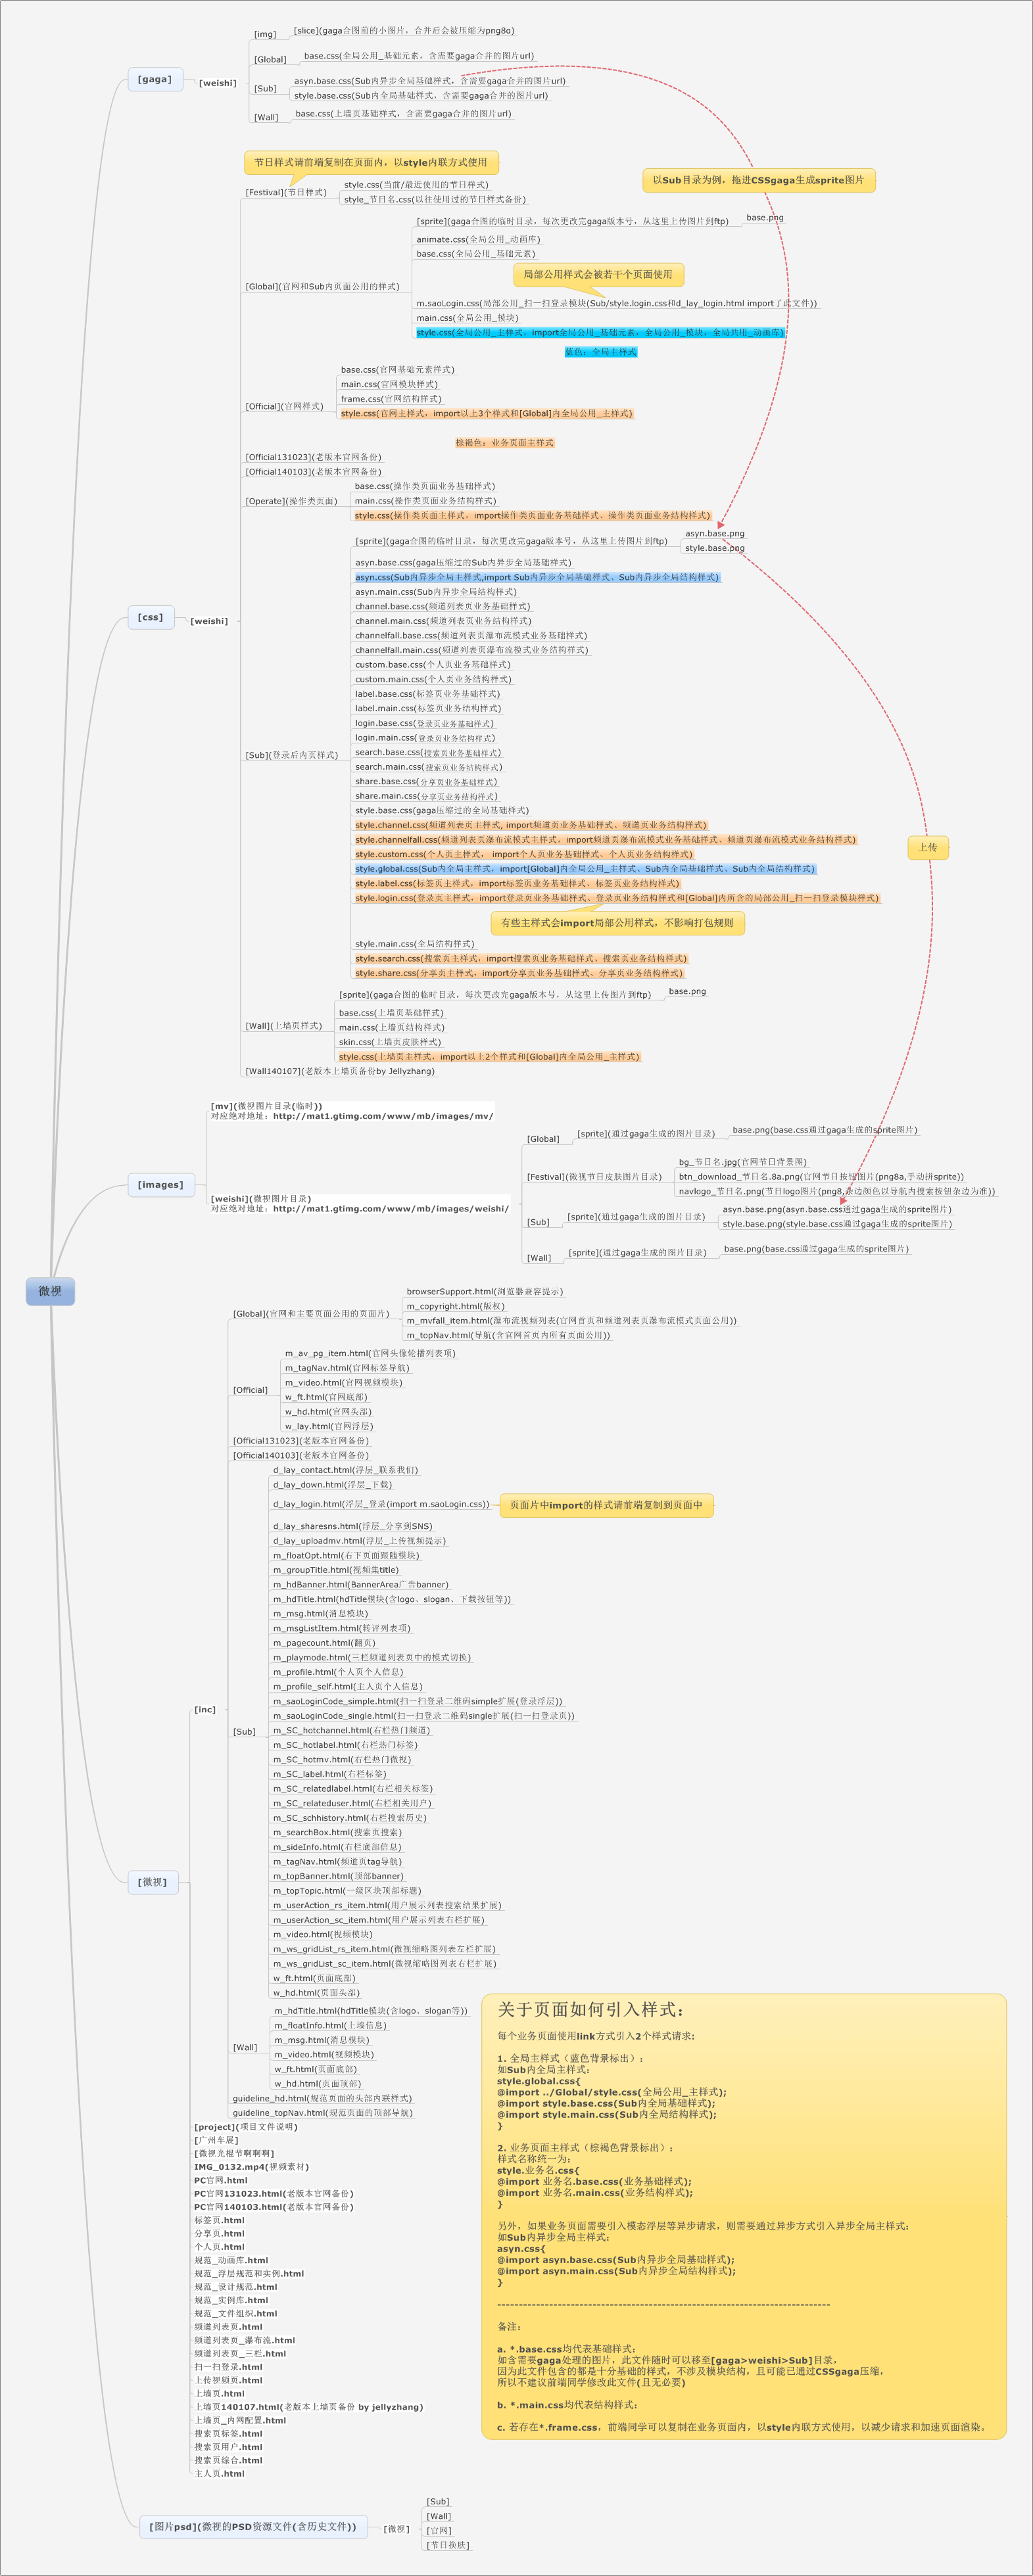 [img]
[slice](gaga合图前的小图片，合并后会被压缩为png8α)
[Global]
base.css(全局公用_基础元素，含需要gaga合并的图片url)
[gaga]
[weishi]
[Sub]
asyn.base.css(Sub内异步全局基础样式，含需要gaga合并的图片url)
style.base.css(Sub内全局基础样式，含需要gaga合并的图片url)
[Wall]
base.css(上墙页基础样式，含需要gaga合并的图片url)
节日样式请前端复制在页面内，以style内联方式使用
以Sub目录为例，拖进CSSgaga生成sprite图片
[Festival](节日样式)
style.css(当前/最近使用的节日样式)
style_节日名.css(以往使用过的节日样式备份)
[Global](官网和Sub内页面公用的样式)
[sprite](gaga合图的临时目录，每次更改完gaga版本号，从这里上传图片到ftp)
base.png
animate.css(全局公用_动画库)
base.css(全局公用_基础元素)
局部公用样式会被若干个页面使用
m.saoLogin.css(局部公用_扫一扫登录模块(Sub/style.login.css和d_lay_login.html import了此文件))
main.css(全局公用_模块)
style.css(全局公用_主样式，import全局公用_基础元素、全局公用_模块、全局共用_动画库)
蓝色：全局主样式
[Official](官网样式)
base.css(官网基础元素样式)
main.css(官网模块样式)
frame.css(官网结构样式)
style.css(官网主样式，import以上3个样式和[Global]内全局公用_主样式)
棕褐色：业务页面主样式
[Official131023](老版本官网备份)
[Official140103](老版本官网备份)
[Operate](操作类页面)
base.css(操作类页面业务基础样式)
main.css(操作类页面业务结构样式)
style.css(操作类页面主样式，import操作类页面业务基础样式、操作类页面业务结构样式)
[css]
[weishi]
[Sub](登录后内页样式)
[sprite](gaga合图的临时目录，每次更改完gaga版本号，从这里上传图片到ftp)
asyn.base.png
style.base.png
asyn.base.css(gaga压缩过的Sub内异步全局基础样式)
asyn.css(Sub内异步全局主样式,import Sub内异步全局基础样式、Sub内异步全局结构样式)
asyn.main.css(Sub内异步全局结构样式)
channel.base.css(频道列表页业务基础样式)
channel.main.css(频道列表页业务结构样式)
channelfall.base.css(频道列表页瀑布流模式业务基础样式)
channelfall.main.css(频道列表页瀑布流模式业务结构样式)
custom.base.css(个人页业务基础样式)
custom.main.css(个人页业务结构样式)
label.base.css(标签页业务基础样式)
label.main.css(标签页业务结构样式)
login.base.css(登录页业务基础样式)
login.main.css(登录页业务结构样式)
search.base.css(搜索页业务基础样式)
search.main.css(搜索页业务结构样式)
share.base.css(分享页业务基础样式)
share.main.css(分享页业务结构样式)
style.base.css(gaga压缩过的全局基础样式)
style.channel.css(频道列表页主样式, import频道页业务基础样式、频道页业务结构样式)
style.channelfall.css(频道列表页瀑布流模式主样式，import频道页瀑布流模式业务基础样式、频道页瀑布流模式业务结构样式)
style.custom.css(个人页主样式， import个人页业务基础样式、个人页业务结构样式)
style.global.css(Sub内全局主样式，import[Global]内全局公用_主样式、Sub内全局基础样式、Sub内全局结构样式)
style.label.css(标签页主样式，import标签页业务基础样式、标签页业务结构样式)
style.login.css(登录页主样式，import登录页业务基础样式、登录页业务结构样式和[Global]内所含的局部公用_扫一扫登录模块样式)
有些主样式会import局部公用样式，不影响打包规则
style.main.css(全局结构样式)
style.search.css(搜索页主样式，import搜索页业务基础样式、搜索页业务结构样式)
style.share.css(分享页主样式，import分享页业务基础样式、分享页业务结构样式)
上传
[Wall](上墙页样式)
[sprite](gaga合图的临时目录，每次更改完gaga版本号，从这里上传图片到ftp)
base.png
base.css(上墙页基础样式)
main.css(上墙页结构样式)
skin.css(上墙页皮肤样式)
style.css(上墙页主样式，import以上2个样式和[Global]内全局公用_主样式)
[Wall140107](老版本上墙页备份by Jellyzhang)
[images]
[mv](微视图片目录(临时))
对应绝对地址：http://mat1.gtimg.com/www/mb/images/mv/
[weishi](微视图片目录)
对应绝对地址：http://mat1.gtimg.com/www/mb/images/weishi/
[Global]
[sprite](通过gaga生成的图片目录)
base.png(base.css通过gaga生成的sprite图片)
[Festival](微视节日皮肤图片目录)
bg_节日名.jpg(官网节日背景图)
btn_download_节日名.8a.png(官网节日按钮图片(png8a,手动拼sprite))
navlogo_节日名.png(节日logo图片(png8,杂边颜色以导航内搜索按钮杂边为准))
[Sub]
[sprite](通过gaga生成的图片目录)
asyn.base.png(asyn.base.css通过gaga生成的sprite图片)
style.base.png(style.base.css通过gaga生成的sprite图片)
[Wall]
[sprite](通过gaga生成的图片目录)
base.png(base.css通过gaga生成的sprite图片)
微视
[微视]
[inc]
[Global](官网和主要页面公用的页面片)
browserSupport.html(浏览器兼容提示)
m_copyright.html(版权)
m_mvfall_item.html(瀑布流视频列表(官网首页和频道列表页瀑布流模式页面公用))
m_topNav.html(导航(含官网首页内所有页面公用))
[Official]
m_av_pg_item.html(官网头像轮播列表项)
m_tagNav.html(官网标签导航)
m_video.html(官网视频模块)
w_ft.html(官网底部)
w_hd.html(官网头部)
w_lay.html(官网浮层)
[Official131023](老版本官网备份)
[Official140103](老版本官网备份)
[Sub]
d_lay_contact.html(浮层_联系我们)
d_lay_down.html(浮层_下载)
d_lay_login.html(浮层_登录(import m.saoLogin.css))
页面片中import的样式请前端复制到页面中
d_lay_sharesns.html(浮层_分享到SNS)
d_lay_uploadmv.html(浮层_上传视频提示)
m_floatOpt.html(右下页面跟随模块)
m_groupTitle.html(视频集title)
m_hdBanner.html(BannerArea广告banner)
m_hdTitle.html(hdTitle模块(含logo、slogan、下载按钮等))
m_msg.html(消息模块)
m_msgListItem.html(转评列表项)
m_pagecount.html(翻页)
m_playmode.html(三栏频道列表页中的模式切换)
m_profile.html(个人页个人信息)
m_profile_self.html(主人页个人信息)
m_saoLoginCode_simple.html(扫一扫登录二维码simple扩展(登录浮层))
m_saoLoginCode_single.html(扫一扫登录二维码single扩展(扫一扫登录页))
m_SC_hotchannel.html(右栏热门频道)
m_SC_hotlabel.html(右栏热门标签)
m_SC_hotmv.html(右栏热门微视)
m_SC_label.html(右栏标签)
m_SC_relatedlabel.html(右栏相关标签)
m_SC_relateduser.html(右栏相关用户)
m_SC_schhistory.html(右栏搜索历史)
m_searchBox.html(搜索页搜索)
m_sideInfo.html(右栏底部信息)
m_tagNav.html(频道页tag导航)
m_topBanner.html(顶部banner)
m_topTopic.html(一级区块顶部标题)
m_userAction_rs_item.html(用户展示列表搜索结果扩展)
m_userAction_sc_item.html(用户展示列表右栏扩展)
m_video.html(视频模块)
m_ws_gridList_rs_item.html(微视缩略图列表左栏扩展)
m_ws_gridList_sc_item.html(微视缩略图列表右栏扩展)
w_ft.html(页面底部)
w_hd.html(页面头部)
[Wall]
m_hdTitle.html(hdTitle模块(含logo、slogan等))
m_floatInfo.html(上墙信息)
m_msg.html(消息模块)
m_video.html(视频模块)
w_ft.html(页面底部)
w_hd.html(页面顶部)
guideline_hd.html(规范页面的头部内联样式)
guideline_topNav.html(规范页面的顶部导航)
[project](项目文件说明)
[广州车展]
[微视光棍节啊啊啊]
IMG_0132.mp4(视频素材)
PC官网.html
PC官网131023.html(老版本官网备份)
PC官网140103.html(老版本官网备份)
标签页.html
分享页.html
个人页.html
规范_动画库.html
规范_浮层规范和实例.html
规范_设计规范.html
规范_实例库.html
规范_文件组织.html
频道列表页.html
频道列表页_瀑布流.html
频道列表页_三栏.html
扫一扫登录.html
上传视频页.html
上墙页.html
上墙页140107.html(老版本上墙页备份 by jellyzhang)
上墙页_内网配置.html
搜索页标签.html
搜索页用户.html
搜索页综合.html
主人页.html
关于页面如何引入样式：
每个业务页面使用link方式引入2个样式请求:
1. 全局主样式（蓝色背景标出）：
如Sub内全局主样式：
style.global.css{
@import ../Global/style.css(全局公用_主样式);
@import style.base.css(Sub内全局基础样式);
@import style.main.css(Sub内全局结构样式);
}
2. 业务页面主样式（棕褐色背景标出）：
样式名称统一为：
style.业务名.css{
@import 业务名.base.css(业务基础样式);
@import 业务名.main.css(业务结构样式);
}
另外，如果业务页面需要引入模态浮层等异步请求，则需要通过异步方式引入异步全局主样式：
如Sub内异步全局主样式：
asyn.css{
@import asyn.base.css(Sub内异步全局基础样式);
@import asyn.main.css(Sub内异步全局结构样式);
}
--------------------------------------------------------------------------------
备注：
a. *.base.css均代表基础样式：
如含需要gaga处理的图片，此文件随时可以移至[gaga>weishi>Sub]目录，
因为此文件包含的都是十分基础的样式，不涉及模块结构，且可能已通过CSSgaga压缩，
所以不建议前端同学修改此文件(且无必要)
b. *.main.css均代表结构样式：
c. 若存在*.frame.css，前端同学可以复制在业务页面内，以style内联方式使用，以减少请求和加速页面渲染。
[图片psd](微视的PSD资源文件(含历史文件))
[微视]
[Sub]
[Wall]
[官网]
[节日换肤]